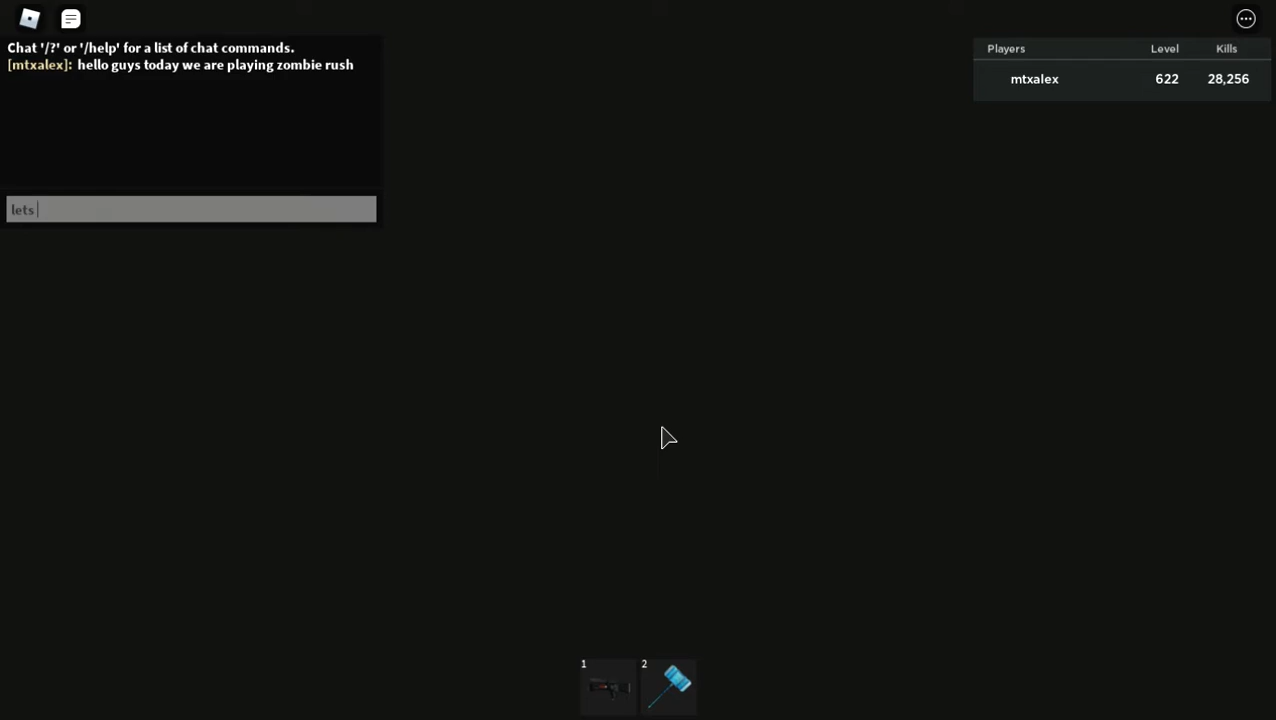 Chat '/?' or '/help' for a list of chat commands.
[mtxalex]: hello guys today we are playing zombie rush
lets
Players Level Kills
mtxalex 622 28,256
1 2